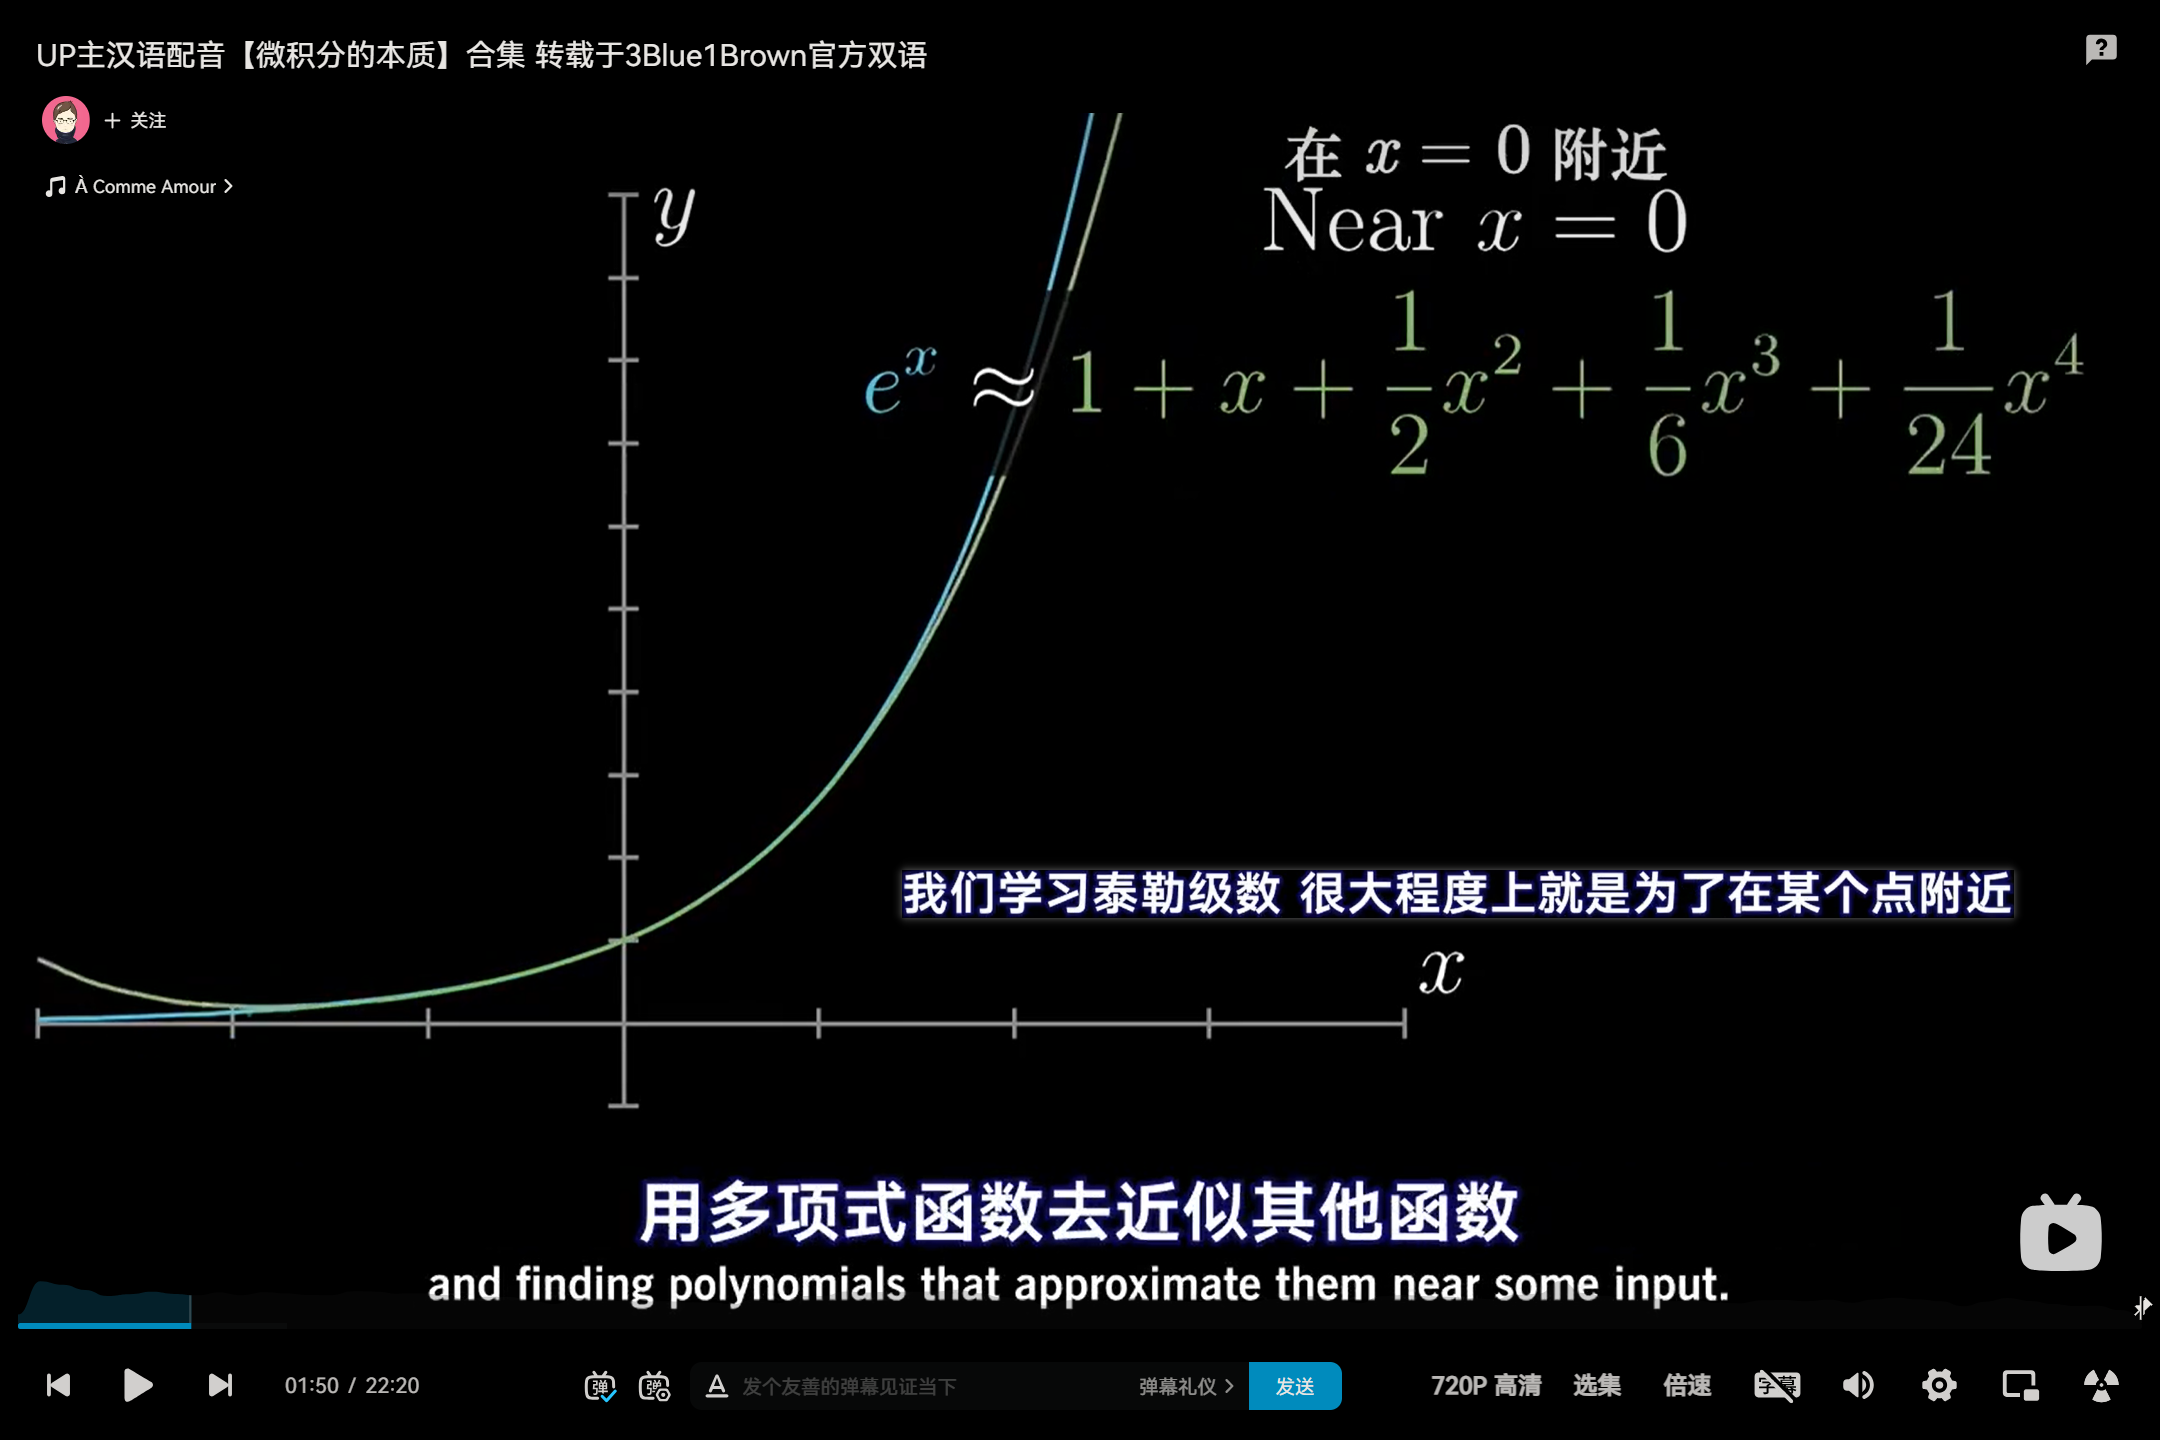 UP主汉语配音【微积分的本质】合集 转载于3Blue1Brown官方双语
+ 关注
À Comme Amour
y
在 x = 0 附近
Near x = 0
e^x ≈ 1 + x + 1/2 x^2 + 1/6 x^3 + 1/24 x^4
我们学习泰勒级数 很大程度上就是为了在某个点附近
x
用多项式函数去近似其他函数
and finding polynomials that approximate them near some input.
01:50 / 22:20 弹 弹 A 发个友善的弹幕见证当下 弹幕礼仪 发送 720P 高清 选集 倍速 字幕